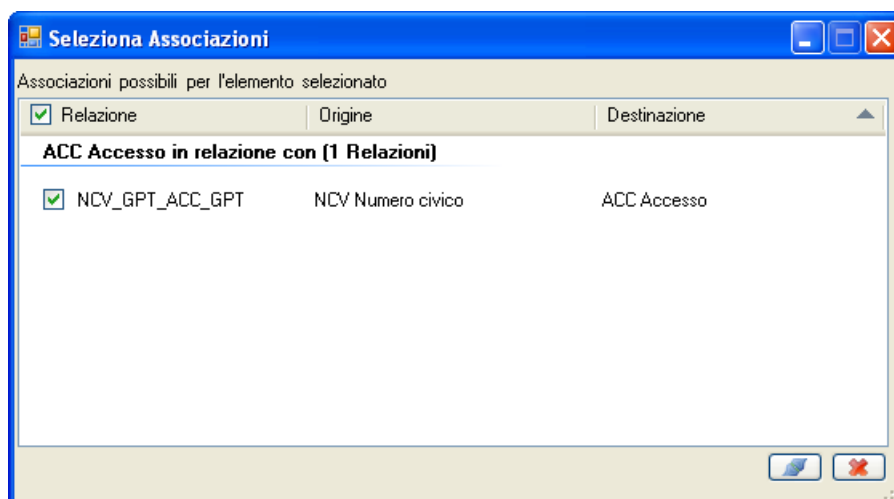 Seleziona Associazioni
Associazioni possibili per l'elemento selezionato
Relazione Origine Destinazione
ACC Accesso in relazione con (1 Relazioni)
NCV_GPT_ACC_GPT NCV Numero civico ACC Accesso